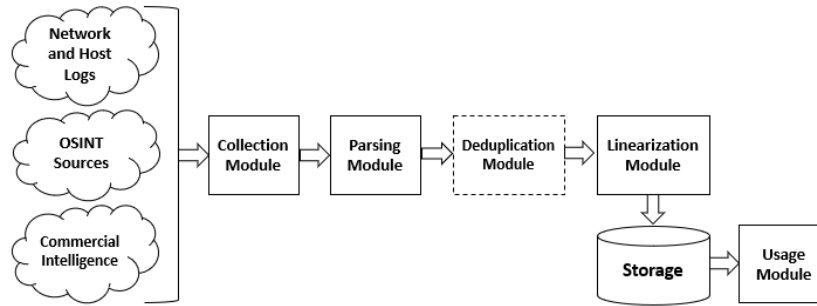 Network
and Host
Logs
OSINT
Sources
Commercial
Intelligence
Collection
Module
Parsing
Module
Deduplication
Module
Linearization
Module
Storage
Usage
Module